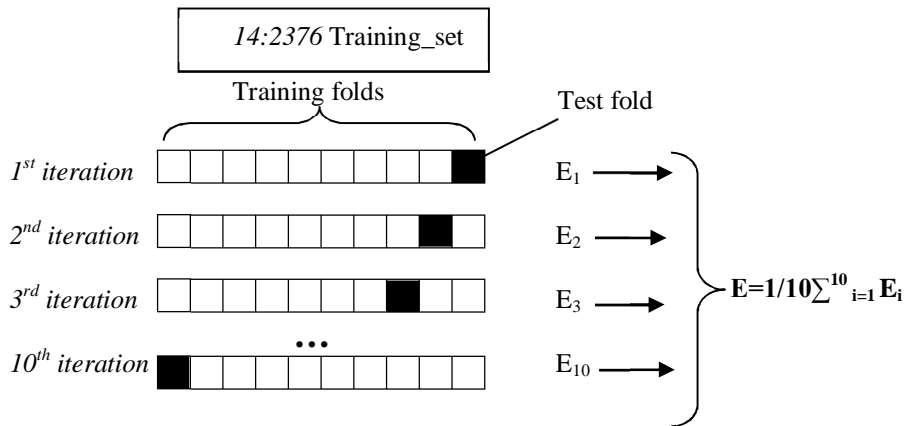 14:2376 Training_set
Training folds
Test fold
1st iteration
E1
2nd iteration
E2
3rd iteration
E3
E=1/10∑10 i=1 Ei
...
10th iteration
E10